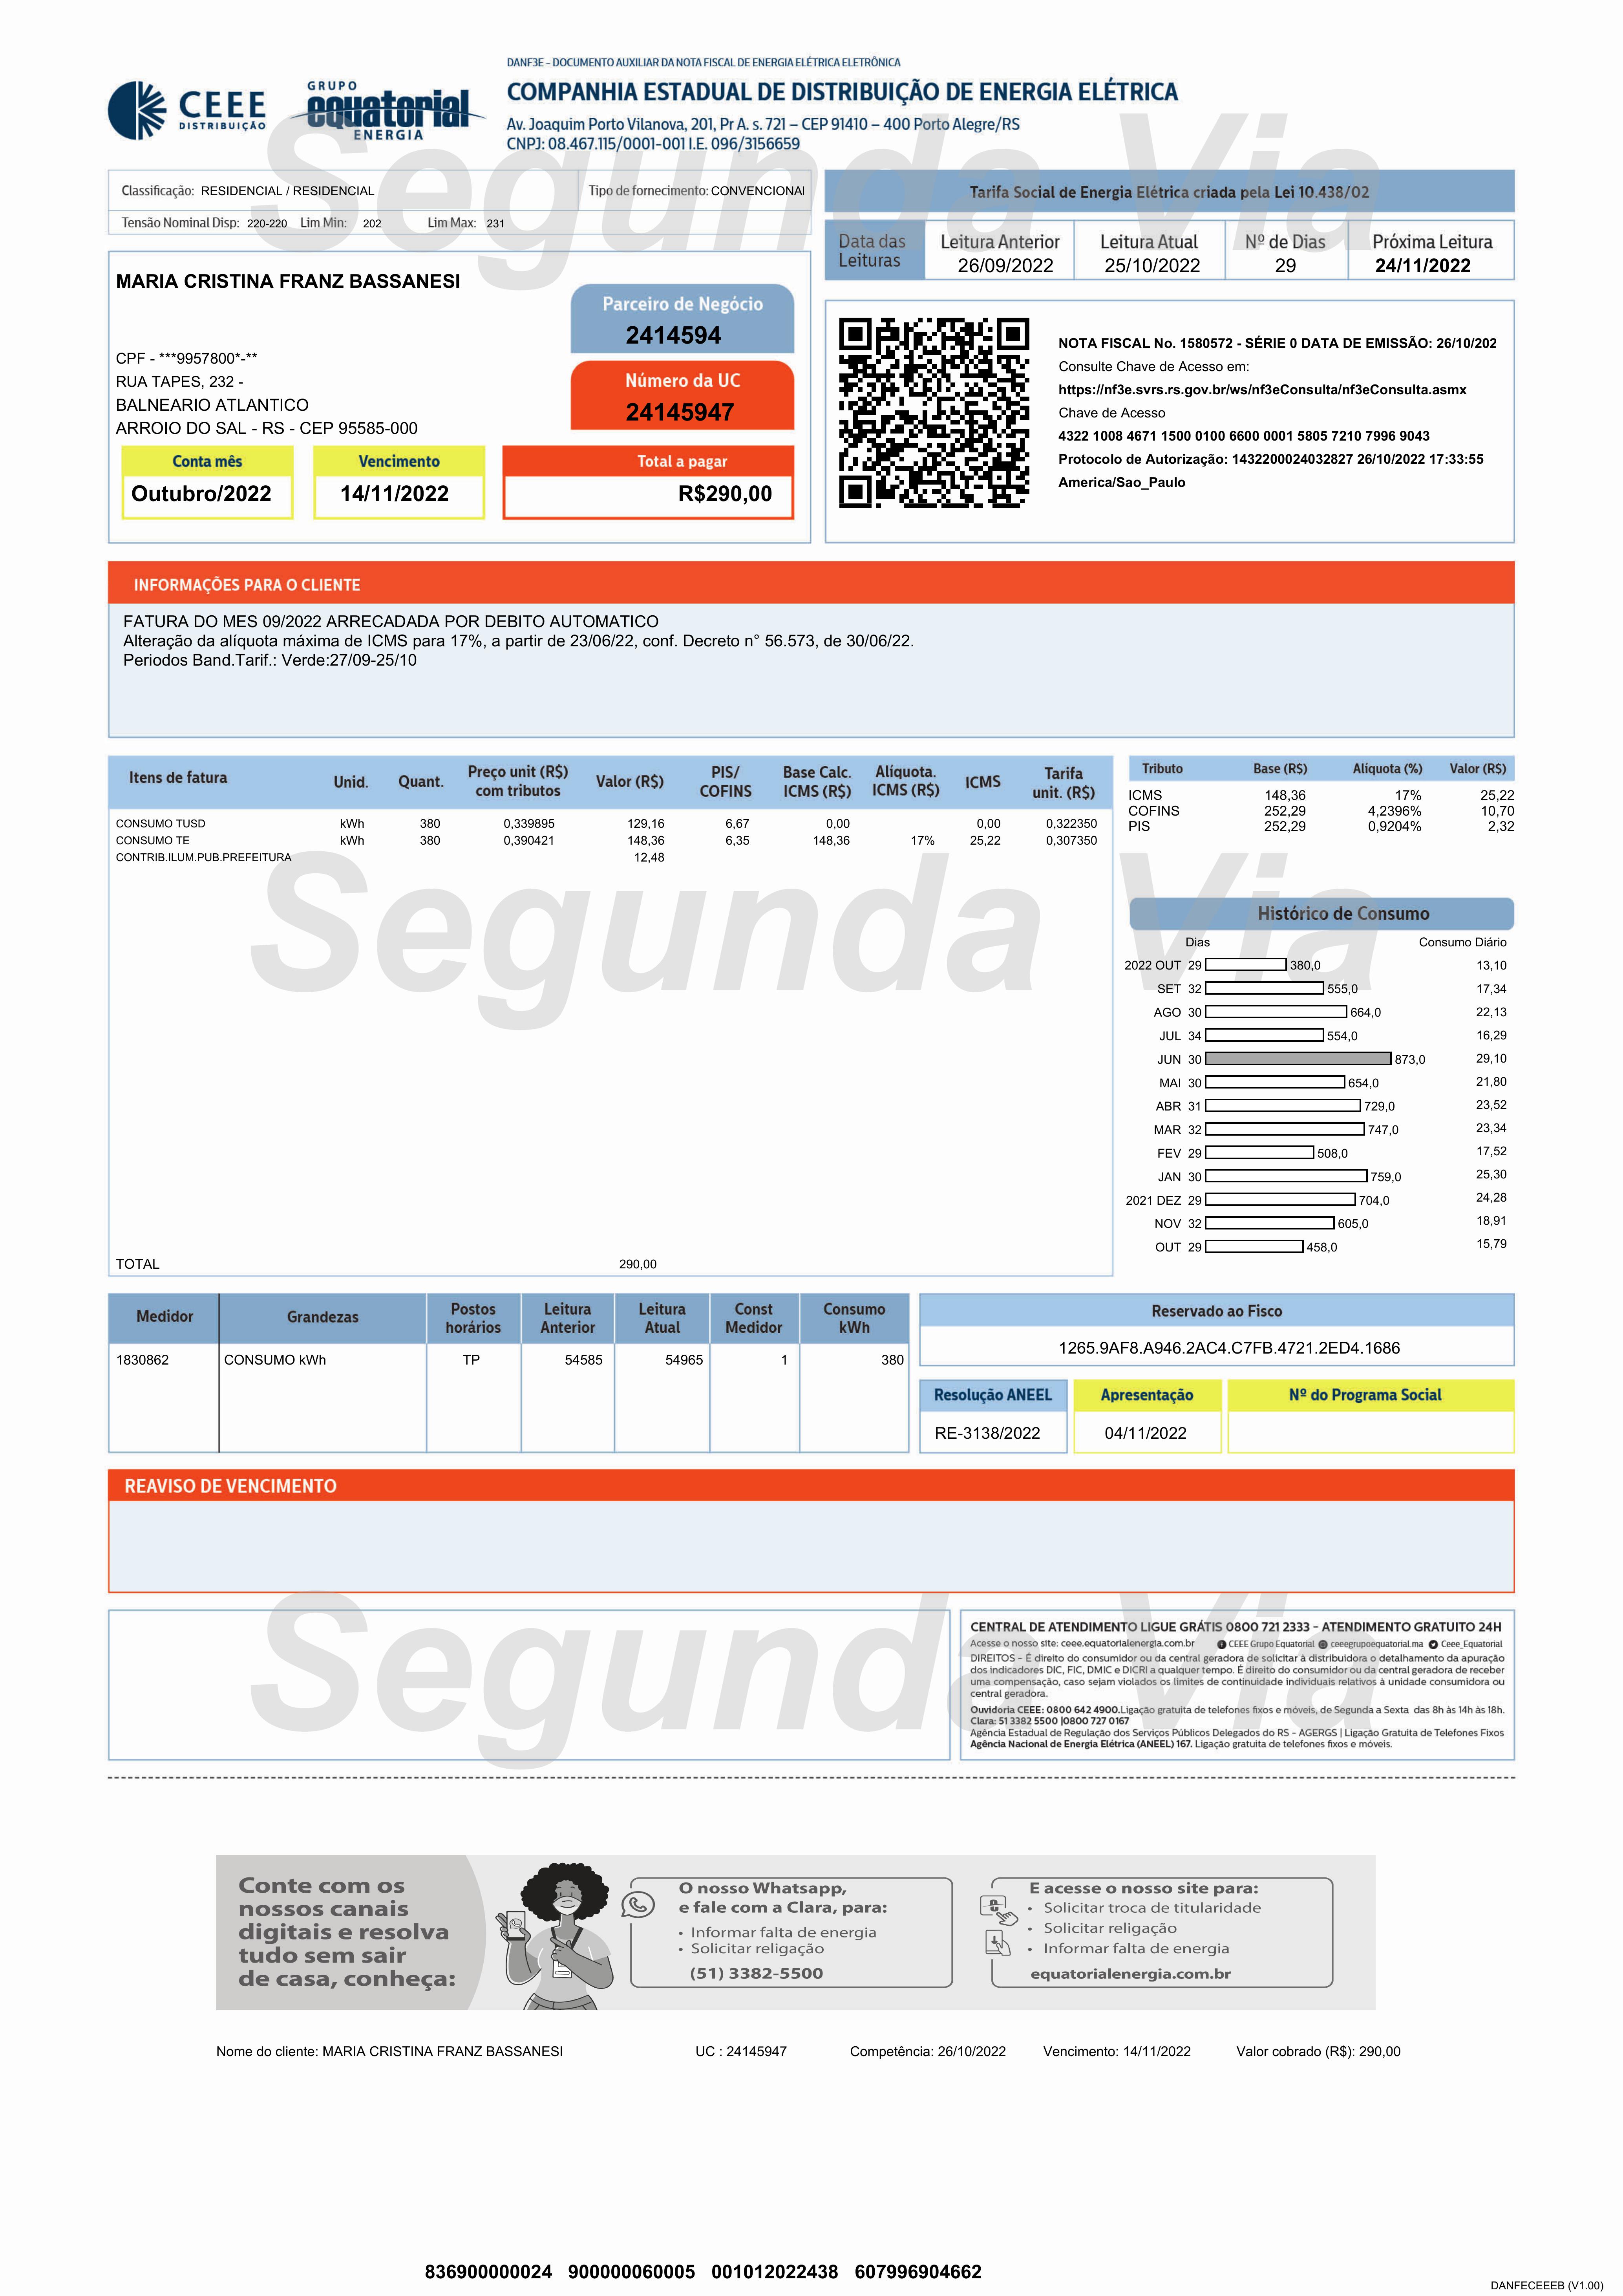 DANF3E - DOCUMENTO AUXILIAR DA NOTA FISCAL DE ENERGIA ELÉTRICA ELETRÔNICA
CEEE
DISTRIBUIÇÃO
GRUPO
equatorial
ENERGIA
COMPANHIA ESTADUAL DE DISTRIBUIÇÃO DE ENERGIA ELÉTRICA
Av. Joaquim Porto Vilanova, 201, Pr A. s. 721 – CEP 91410 – 400 Porto Alegre/RS
CNPJ: 08.467.115/0001-001 I.E. 096/3156659
Segunda Via
Classificação: RESIDENCIAL / RESIDENCIAL Tipo de fornecimento: CONVENCIONAL
Tensão Nominal Disp: 220-220 Lim Min: 202 Lim Max: 231
Tarifa Social de Energia Elétrica criada pela Lei 10.438/02
Data das Leituras
Leitura Anterior Leitura Atual Nº de Dias Próxima Leitura
26/09/2022 25/10/2022 29 24/11/2022
MARIA CRISTINA FRANZ BASSANESI
Parceiro de Negócio
2414594
Número da UC
24145947
CPF - ***9957800*-**
RUA TAPES, 232 -
BALNEARIO ATLANTICO
ARROIO DO SAL - RS - CEP 95585-000
Conta mês Vencimento Total a pagar
Outubro/2022 14/11/2022 R$290,00
NOTA FISCAL No. 1580572 - SÉRIE 0 DATA DE EMISSÃO: 26/10/202
Consulte Chave de Acesso em:
https://nf3e.svrs.rs.gov.br/ws/nf3eConsulta/nf3eConsulta.asmx
Chave de Acesso
4322 1008 4671 1500 0100 6600 0001 5805 7210 7996 9043
Protocolo de Autorização: 1432200024032827 26/10/2022 17:33:55
America/Sao_Paulo
INFORMAÇÕES PARA O CLIENTE
FATURA DO MES 09/2022 ARRECADADA POR DEBITO AUTOMATICO
Alteração da alíquota máxima de ICMS para 17%, a partir de 23/06/22, conf. Decreto n° 56.573, de 30/06/22.
Periodos Band.Tarif.: Verde:27/09-25/10
Itens de fatura Unid. Quant. Preço unit (R$) com tributos Valor (R$) PIS/ COFINS Base Calc. ICMS (R$) Alíquota. ICMS (R$) ICMS Tarifa unit. (R$)
CONSUMO TUSD kWh 380 0,339895 129,16 6,67 0,00 0,00 0,322350
CONSUMO TE kWh 380 0,390421 148,36 6,35 148,36 17% 25,22 0,307350
CONTRIB.ILUM.PUB.PREFEITURA 12,48
TOTAL 290,00
Tributo Base (R$) Alíquota (%) Valor (R$)
ICMS 148,36 17% 25,22
COFINS 252,29 4,2396% 10,70
PIS 252,29 0,9204% 2,32
Segunda Via
Histórico de Consumo
Dias Consumo Diário
2022 OUT 29 380,0 13,10
SET 32 555,0 17,34
AGO 30 664,0 22,13
JUL 34 554,0 16,29
JUN 30 873,0 29,10
MAI 30 654,0 21,80
ABR 31 729,0 23,52
MAR 32 747,0 23,34
FEV 29 508,0 17,52
JAN 30 759,0 25,30
2021 DEZ 29 704,0 24,28
NOV 32 605,0 18,91
OUT 29 458,0 15,79
Medidor Grandezas Postos horários Leitura Anterior Leitura Atual Const Medidor Consumo kWh
1830862 CONSUMO kWh TP 54585 54965 1 380
Reservado ao Fisco
1265.9AF8.A946.2AC4.C7FB.4721.2ED4.1686
Resolução ANEEL Apresentação Nº do Programa Social
RE-3138/2022 04/11/2022
REAVISO DE VENCIMENTO
Segunda Via
CENTRAL DE ATENDIMENTO LIGUE GRÁTIS 0800 721 2333 - ATENDIMENTO GRATUITO 24H
Acesse o nosso site: ceee.equatorialenergia.com.br CEEE Grupo Equatorial ceeegrupoequatorial.ma Ceee_Equatorial
DIREITOS - É direito do consumidor ou da central geradora de solicitar à distribuidora o detalhamento da apuração
dos indicadores DIC, FIC, DMIC e DICRI a qualquer tempo. É direito do consumidor ou da central geradora de receber
uma compensação, caso sejam violados os limites de continuidade individuais relativos à unidade consumidora ou
central geradora.
Ouvidoria CEEE: 0800 642 4900.Ligação gratuita de telefones fixos e móveis, de Segunda a Sexta das 8h às 14h às 18h.
Clara: 51 3382 5500 |0800 727 0167
Agência Estadual de Regulação dos Serviços Públicos Delegados do RS - AGERGS | Ligação Gratuita de Telefones Fixos
Agência Nacional de Energia Elétrica (ANEEL) 167. Ligação gratuita de telefones fixos e móveis.
Conte com os
nossos canais
digitais e resolva
tudo sem sair
de casa, conheça:
O nosso Whatsapp,
e fale com a Clara, para:
• Informar falta de energia
• Solicitar religação
(51) 3382-5500
E acesse o nosso site para:
• Solicitar troca de titularidade
• Solicitar religação
• Informar falta de energia
equatorialenergia.com.br
Nome do cliente: MARIA CRISTINA FRANZ BASSANESI UC : 24145947 Competência: 26/10/2022 Vencimento: 14/11/2022 Valor cobrado (R$): 290,00
836900000024 900000060005 001012022438 607996904662
DANFECEEEB (V1.00)